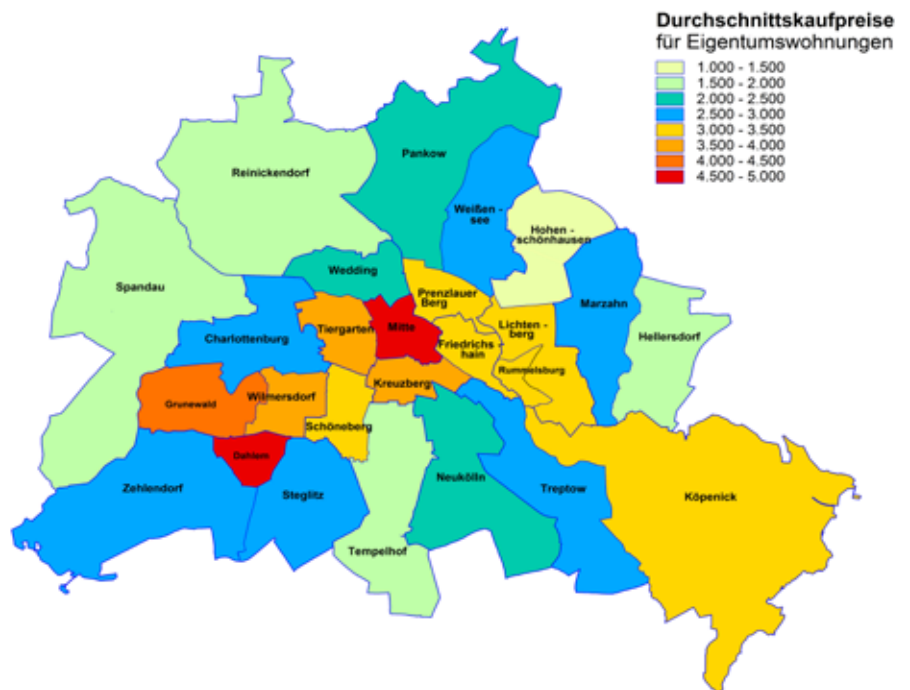 Durchschnittskaufpreise
für Eigentumswohnungen
1.000 - 1.500
1.500 - 2.000
2.000 - 2.500
2.500 - 3.000
3.000 - 3.500
3.500 - 4.000
4.000 - 4.500
4.500 - 5.000
Pankow
Reinickendorf
Weißen -
see
Hohen -
schönhausen
Wedding
Spandau
Prenzlauer
Berg
Marzahn
Tiergarten
Mitte
Lichten -
berg
Charlottenburg
Friedrichs
hain
Hellersdorf
Rummelsburg
Kreuzberg
Grunewald
Wilmersdorf
Schöneberg
Dahlem
Zehlendorf
Steglitz
Neukölln
Treptow
Köpenick
Tempelhof